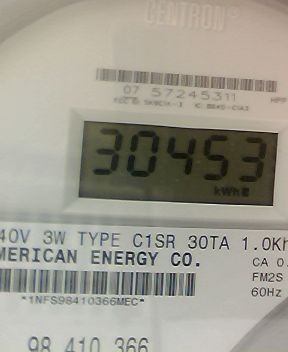 CENTRON®
07 57245311
30453
kWh
40V 3W TYPE C1SR 30TA 1.0Kh
MERICAN ENERGY CO.
CA 0.
FM2S
60Hz
*1NFS98410366MEC*
98 410 366